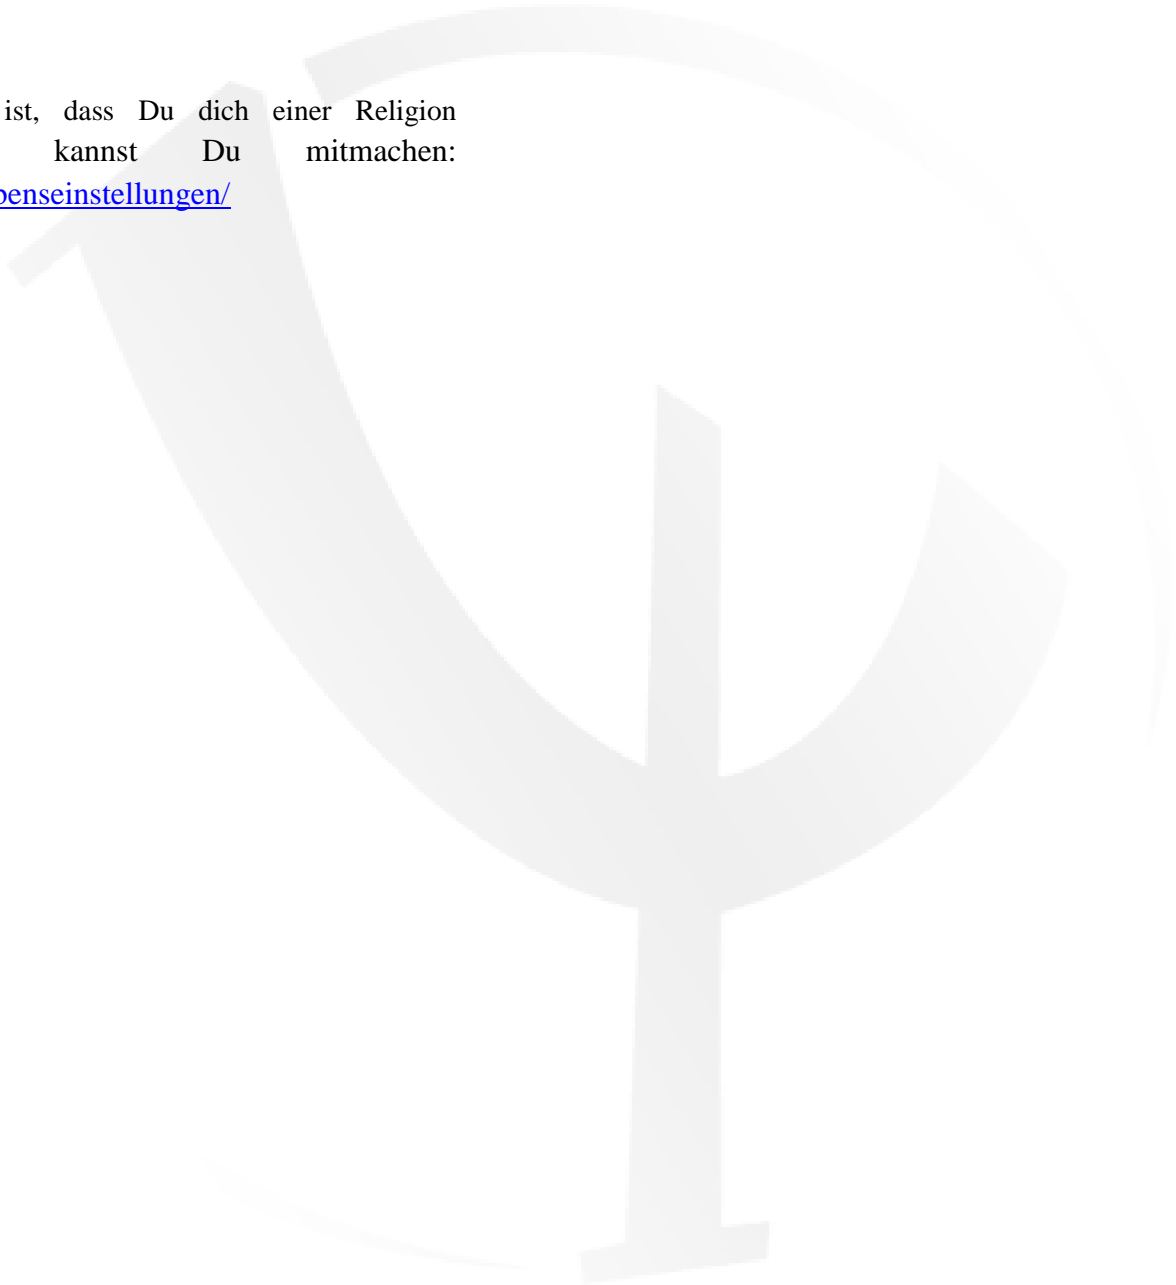 ist, dass Du dich einer Religion
kannst Du mitmachen:
benseinstellungen/